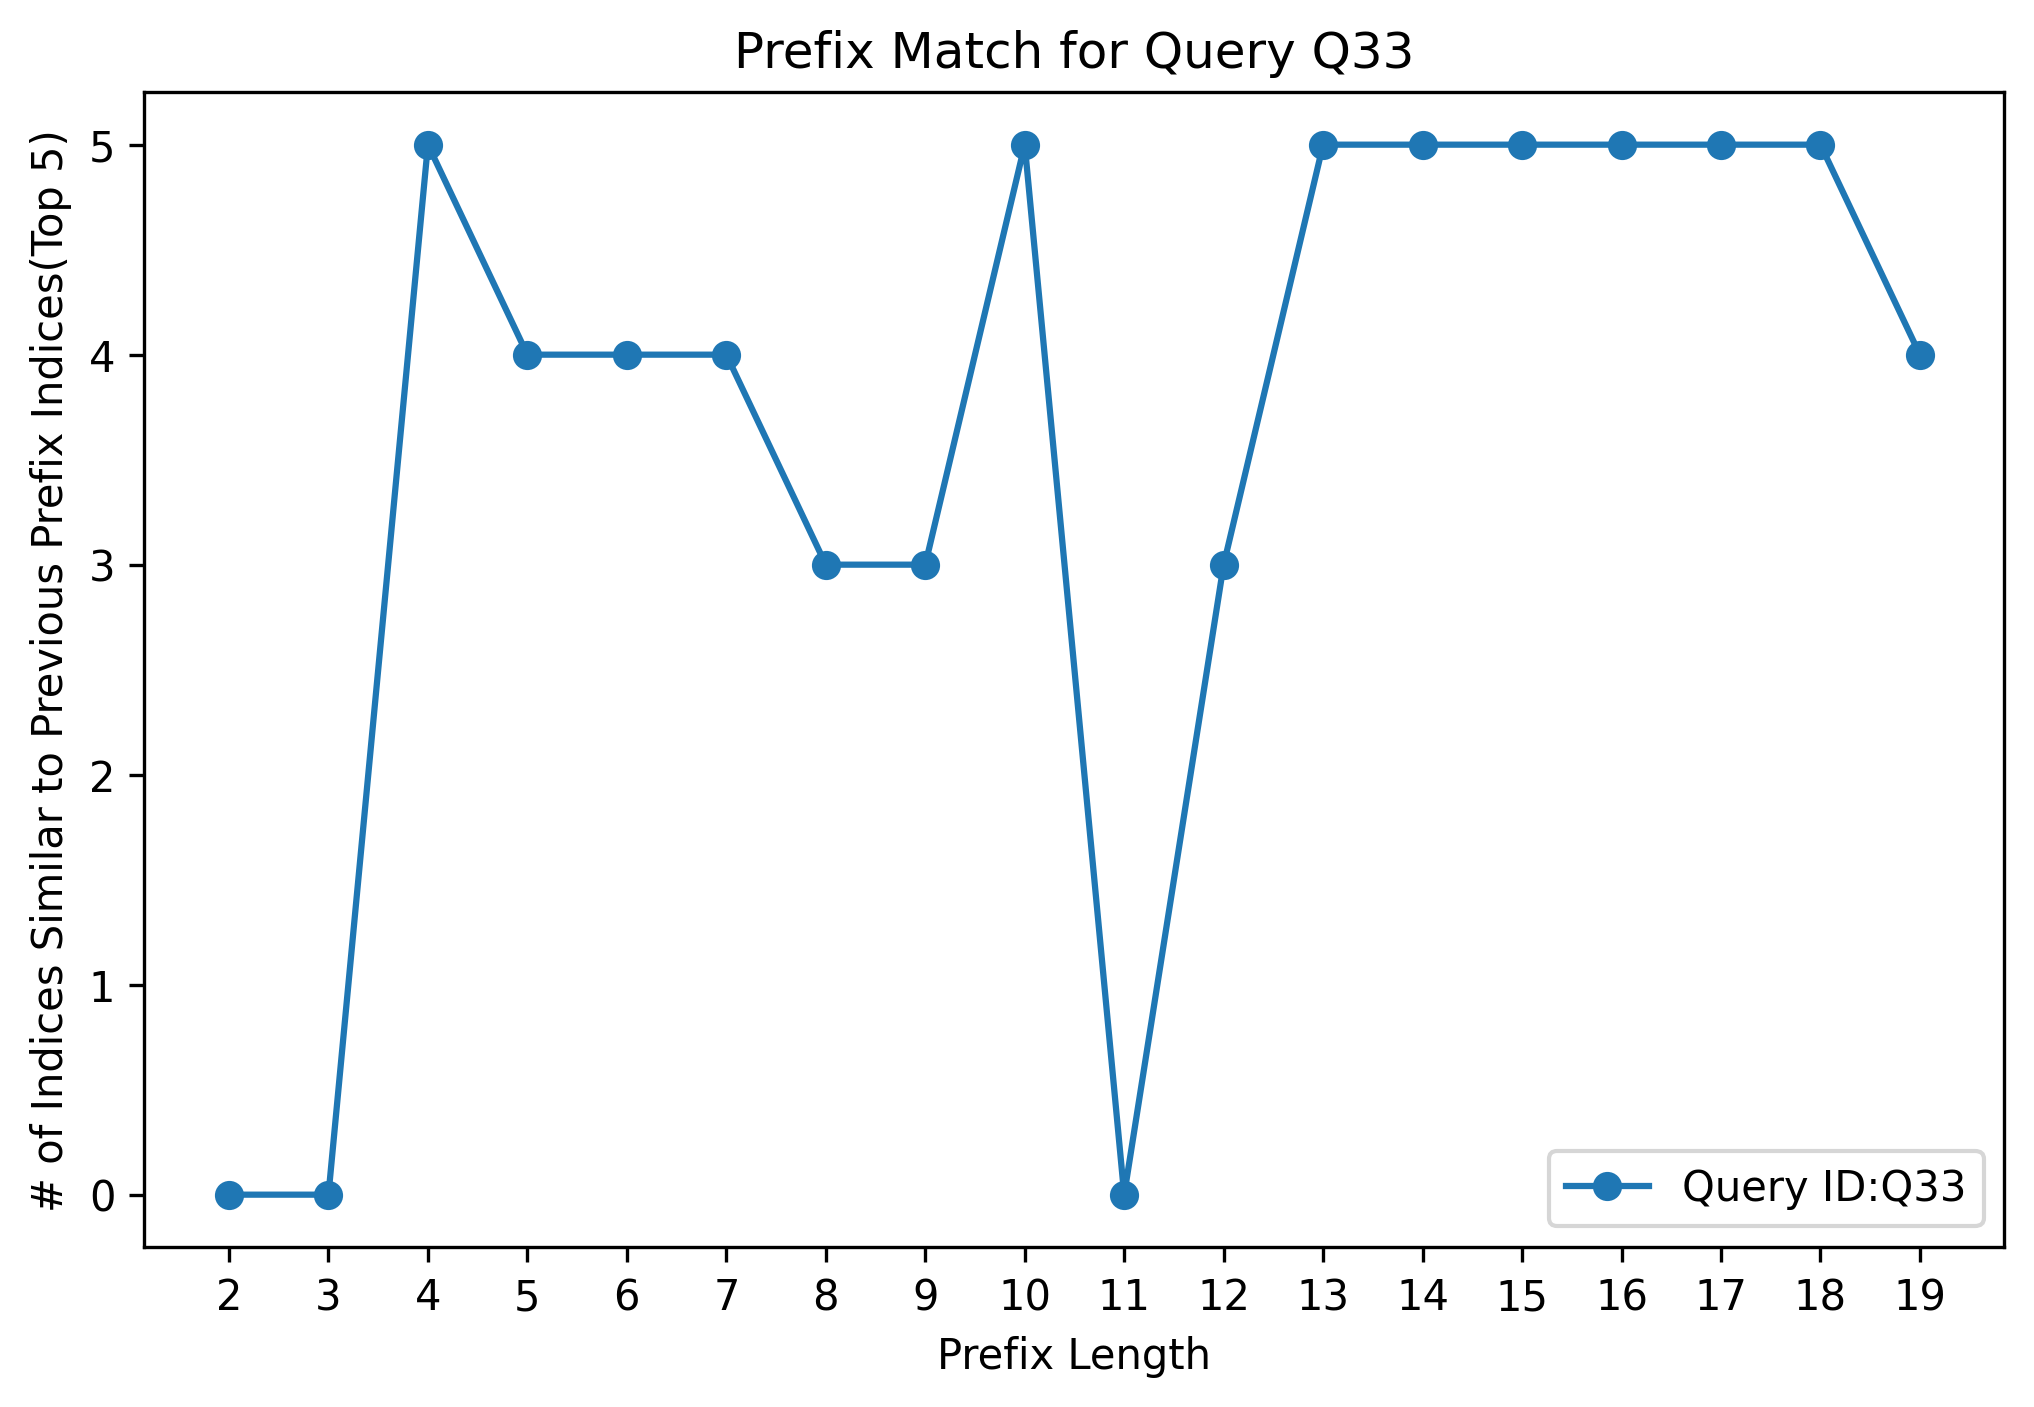 Prefix Match for Query Q33
# of Indices Similar to Previous Prefix Indices(Top 5)
5
4
3
2
1
0
Query ID:Q33
2 3 4 5 6 7 8 9 10 11 12 13 14 15 16 17 18 19
Prefix Length